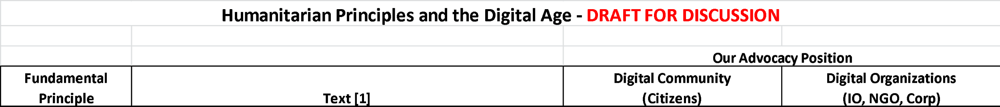 Humanitarian Principles and the Digital Age - DRAFT FOR DISCUSSION
Our Advocacy Position
Fundamental
Principle
Text [1]
Digital Community
(Citizens)
Digital Organizations
(IO, NGO, Corp)